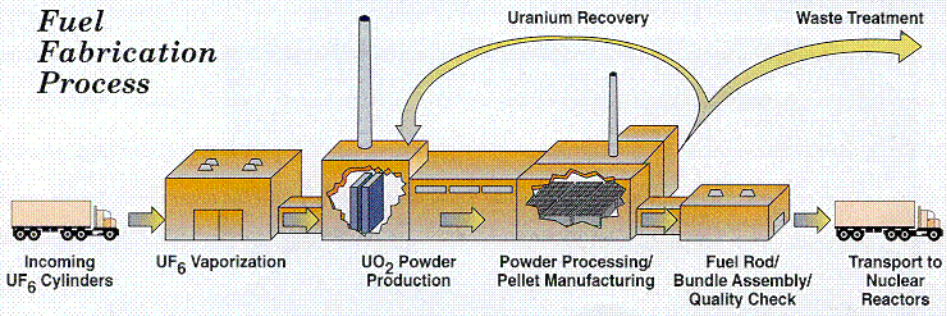 Fuel
Fabrication
Process
Uranium Recovery
Waste Treatment
Incoming
UF6 Cylinders
UF6 Vaporization
UO2 Powder
Production
Powder Processing/
Pellet Manufacturing
Fuel Rod/
Bundle Assembly/
Quality Check
Transport to
Nuclear
Reactors